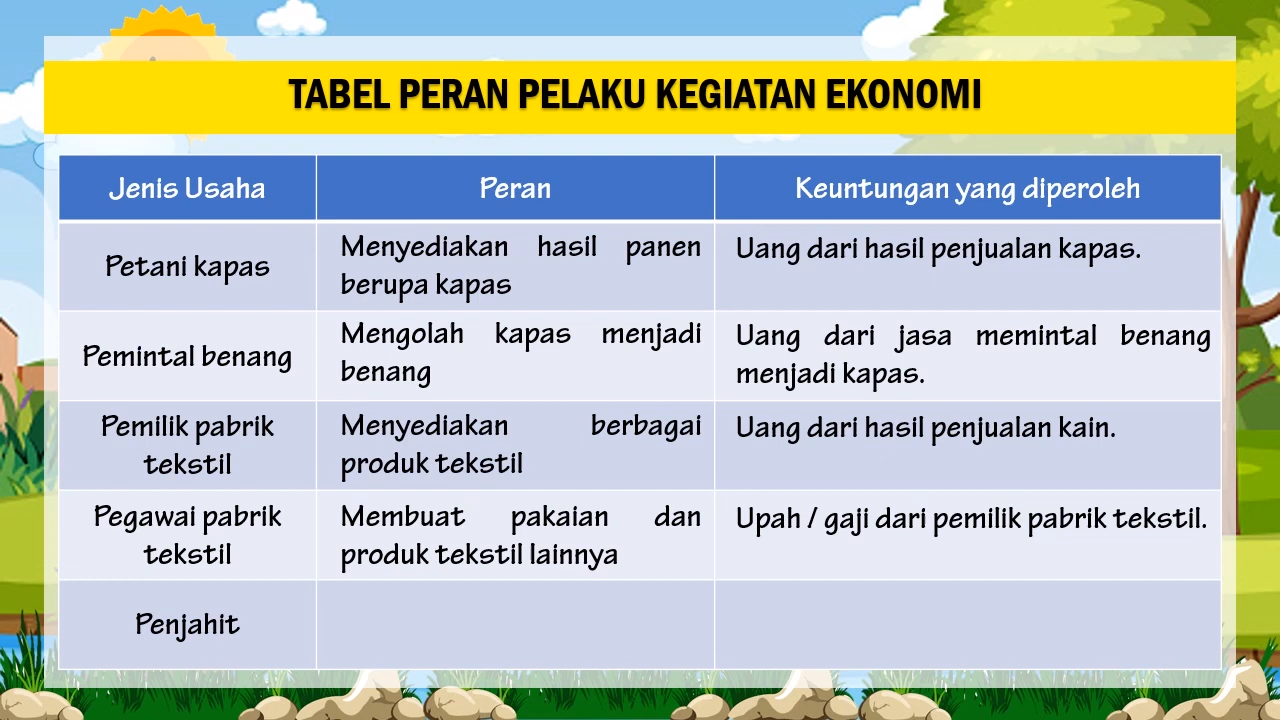 TABEL PERAN PELAKU KEGIATAN EKONOMI
Jenis Usaha
Peran
Keuntungan yang diperoleh
Petani kapas
Menyediakan hasil panen
berupa kapas
Uang dari hasil penjualan kapas.
Pemintal benang
Mengolah kapas menjadi
benang
Uang dari jasa memintal benang
menjadi kapas.
Pemilik pabrik
tekstil
Menyediakan berbagai
produk tekstil
Uang dari hasil penjualan kain.
Pegawai pabrik
tekstil
Membuat pakaian dan
produk tekstil lainnya
Upah / gaji dari pemilik pabrik tekstil.
Penjahit